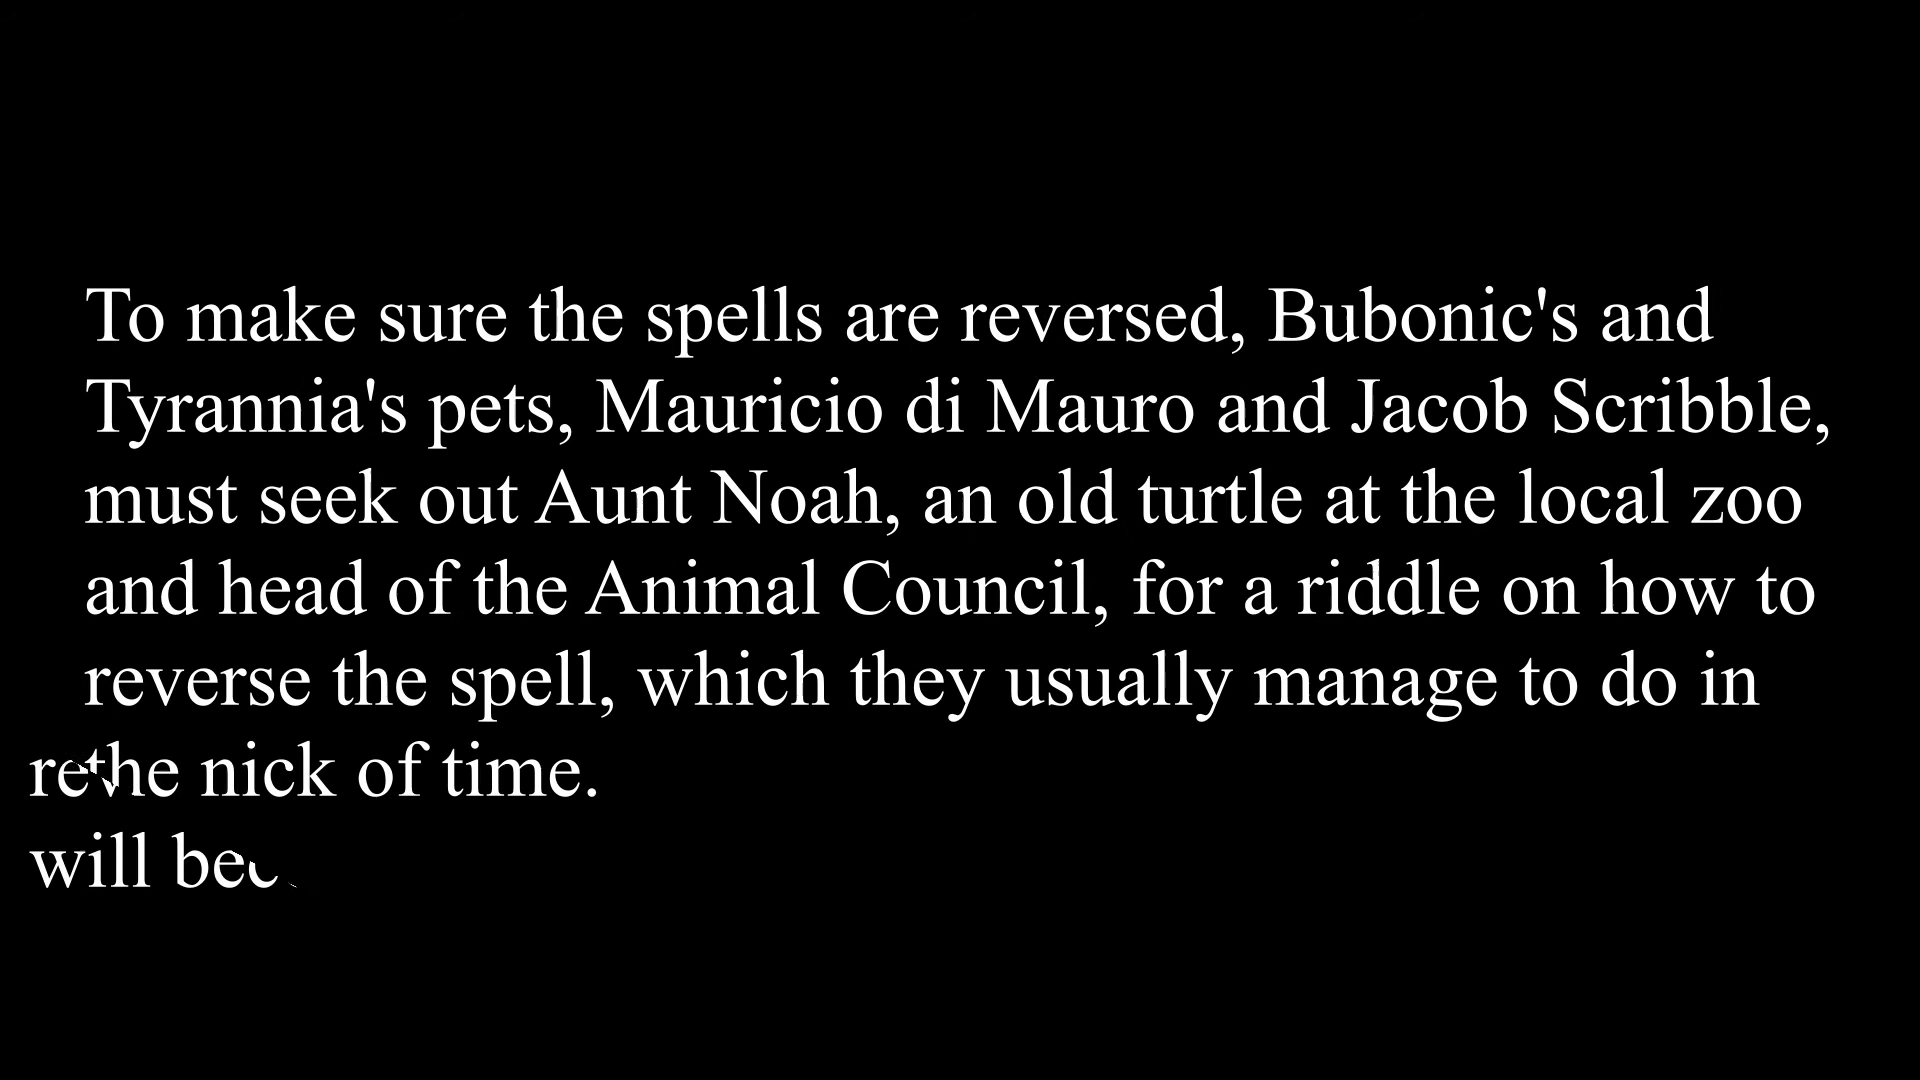 To make sure the spells are reversed, Bubonic's and
Tyrannia's pets, Mauricio di Mauro and Jacob Scribble,
must seek out Aunt Noah, an old turtle at the local zoo
and head of the Animal Council, for a riddle on how to
reverse the spell, which they usually manage to do in
the nick of time.
will